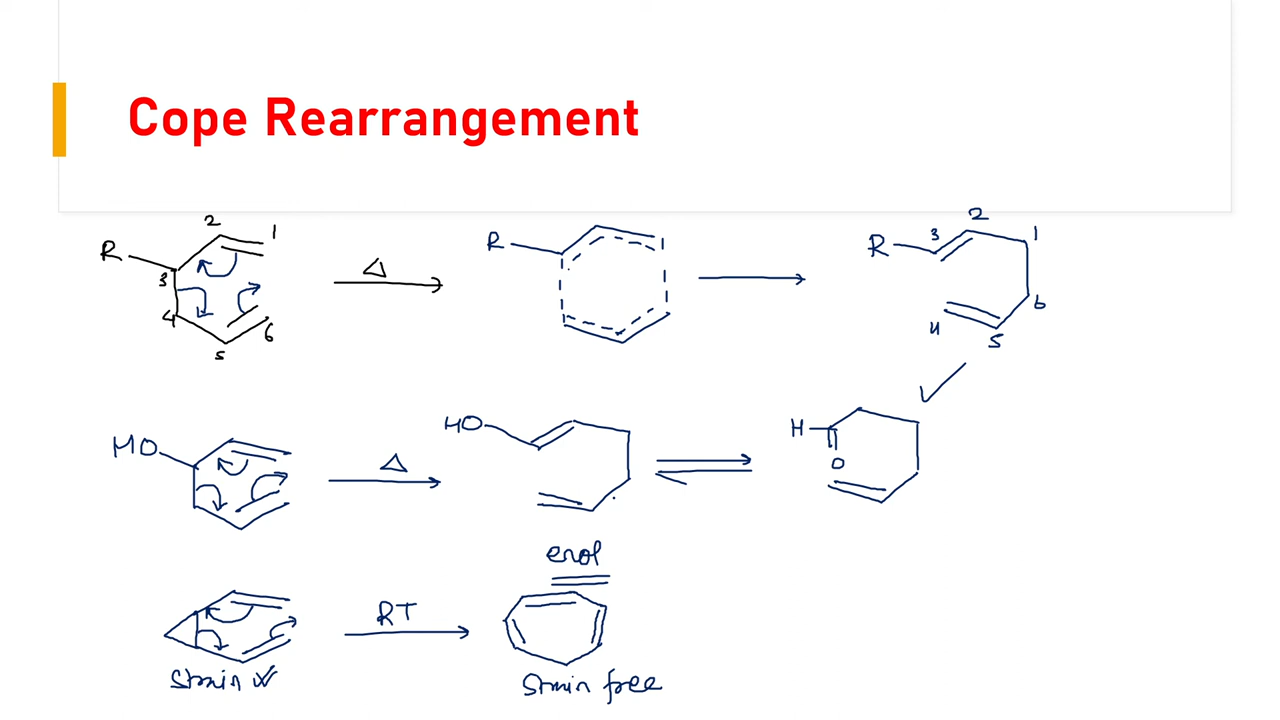 Cope Rearrangement
R 3 2 1 4 5 6
Δ
R
R 3 2 1 6 5 4
HO
Δ
HO
H O
enol
RT
Strain
Strain free